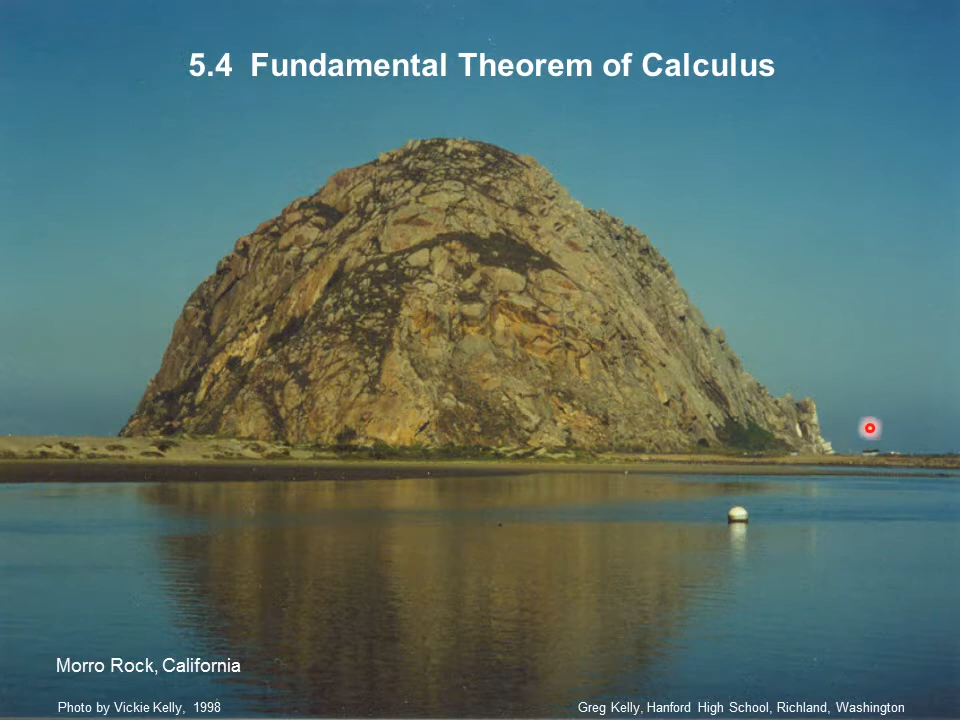 5.4 Fundamental Theorem of Calculus
Morro Rock, California
Photo by Vickie Kelly, 1998
Greg Kelly, Hanford High School, Richland, Washington